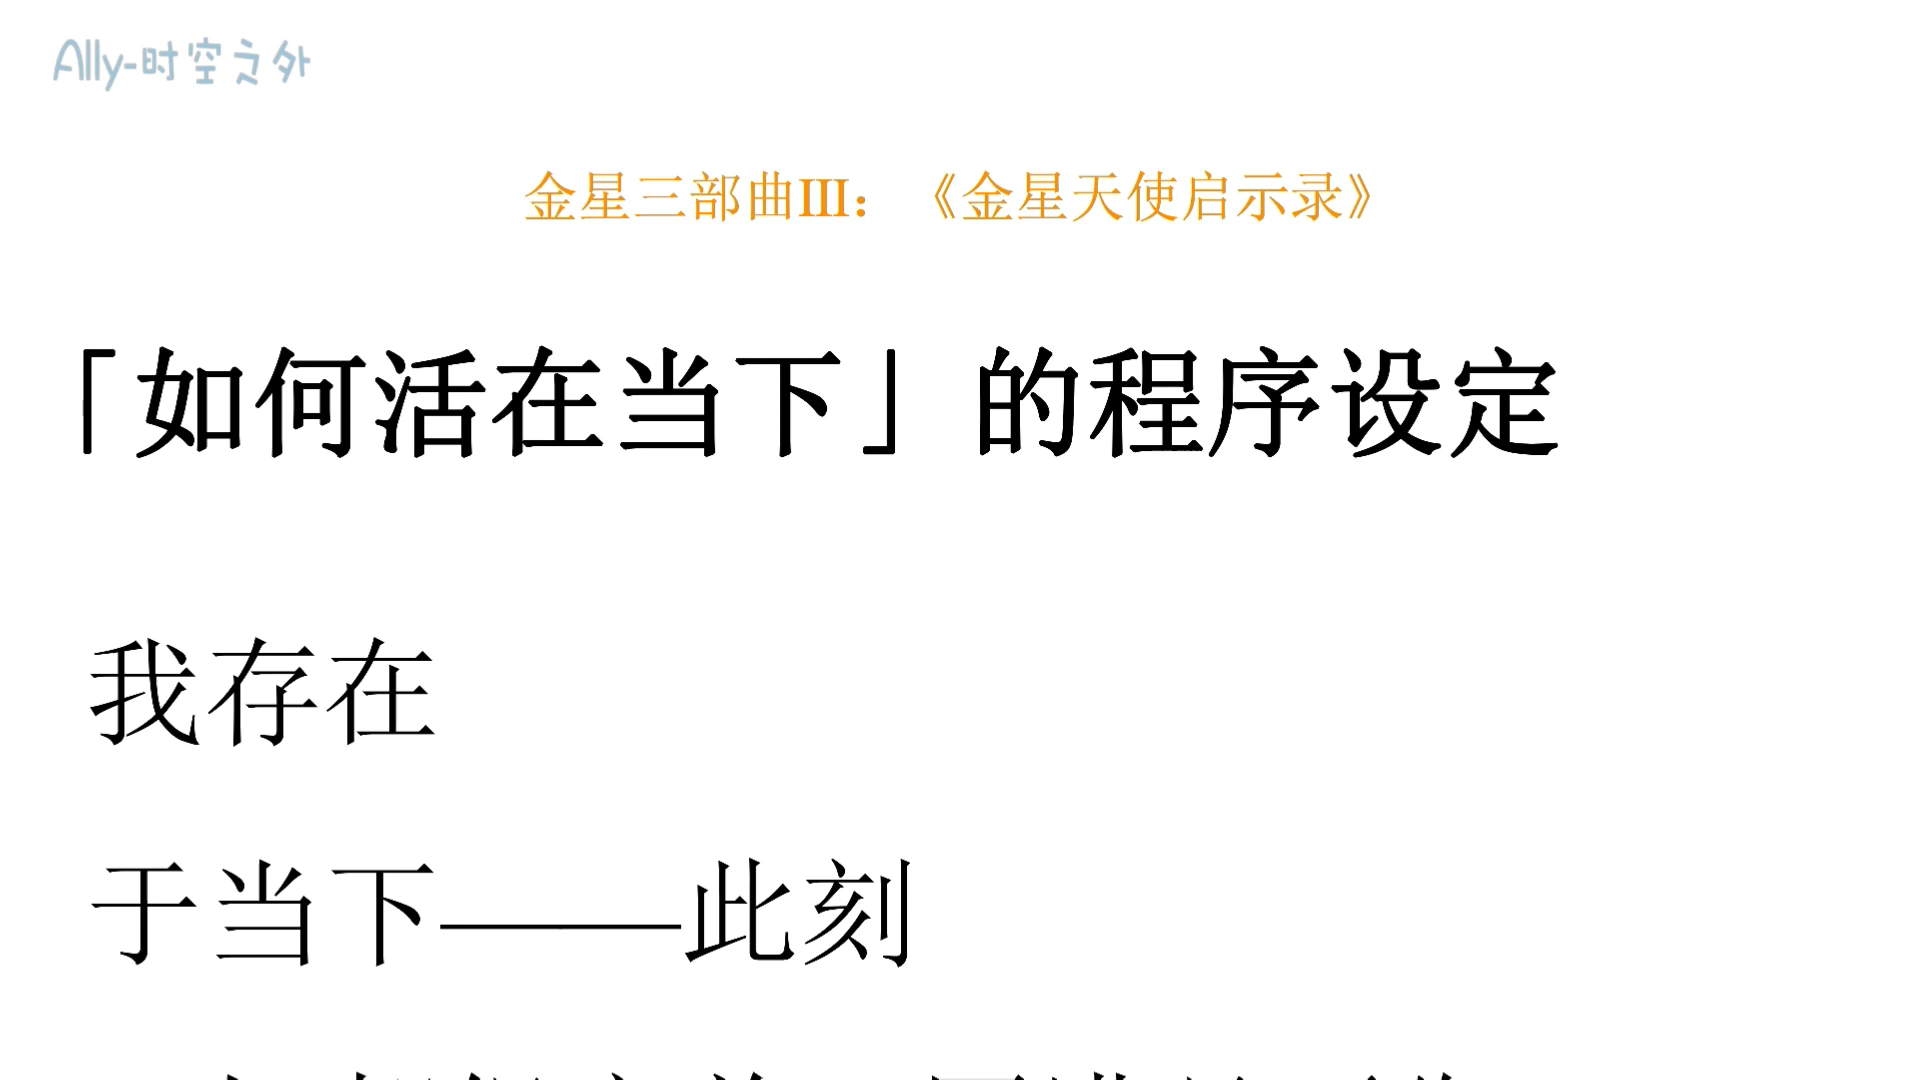 Ally-时空之外
金星三部曲III：《金星天使启示录》
「如何活在当下」的程序设定
我存在
于当下——此刻